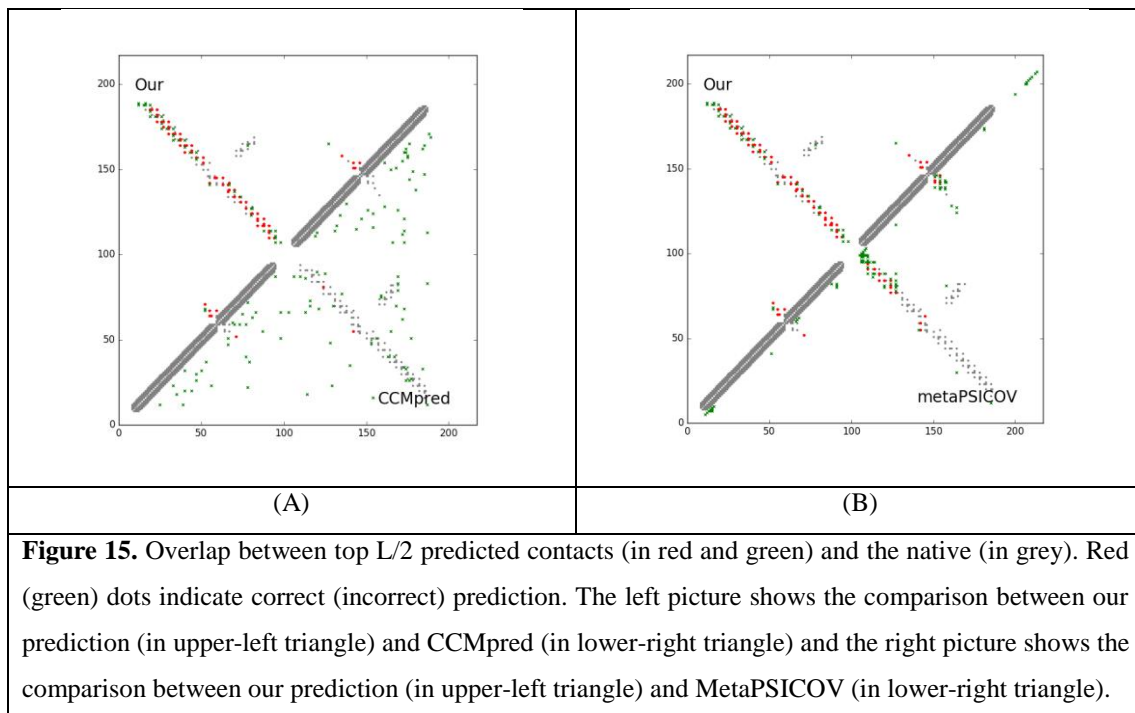 200
150
100
50
0
Our
CCMpred
0 50 100 150 200
200
150
100
50
0
Our
metaPSICOV
0 50 100 150 200
(A) (B)
Figure 15. Overlap between top L/2 predicted contacts (in red and green) and the native (in grey). Red
(green) dots indicate correct (incorrect) prediction. The left picture shows the comparison between our
prediction (in upper-left triangle) and CCMpred (in lower-right triangle) and the right picture shows the
comparison between our prediction (in upper-left triangle) and MetaPSICOV (in lower-right triangle).